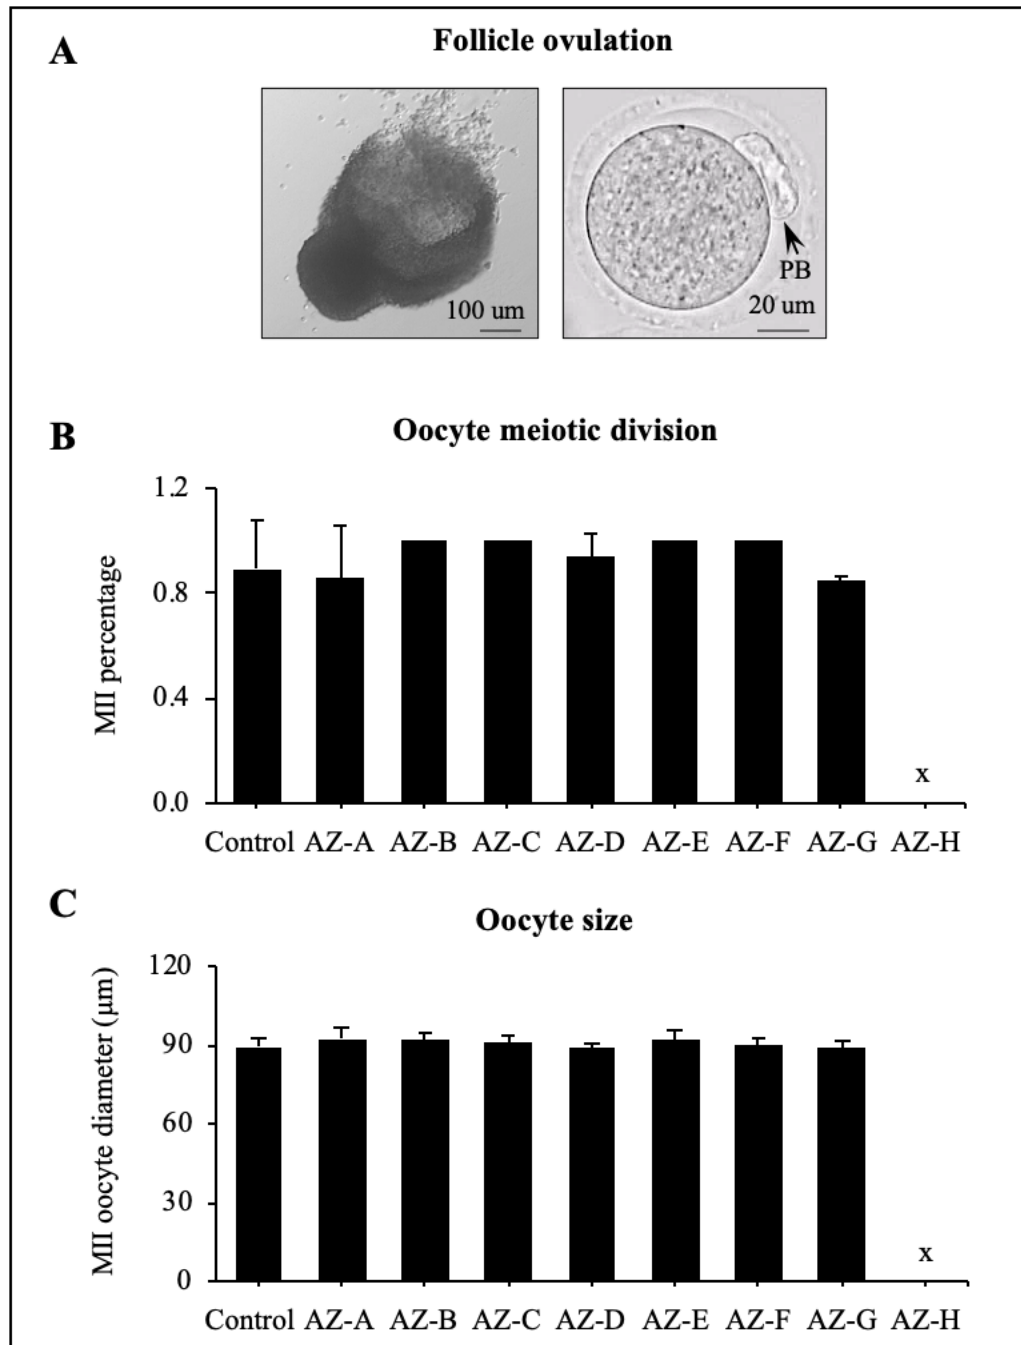 A
Follicle ovulation
100 um
PB
20 um
B
Oocyte meiotic division
MII percentage
1.2
0.8
0.4
0.0
x
Control AZ-A AZ-B AZ-C AZ-D AZ-E AZ-F AZ-G AZ-H
C
Oocyte size
MII oocyte diameter (µm)
120
90
60
30
0
x
Control AZ-A AZ-B AZ-C AZ-D AZ-E AZ-F AZ-G AZ-H